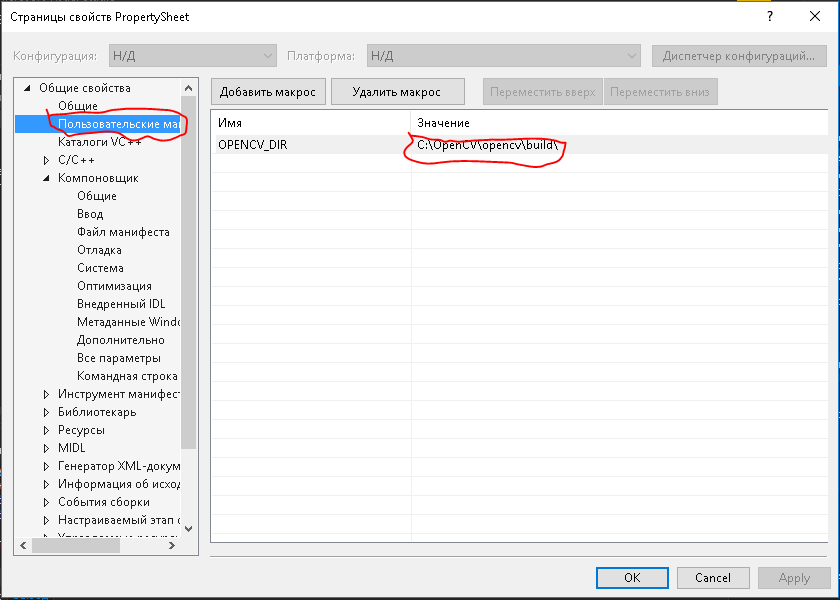 Страницы свойств PropertySheet
?
Конфигурация: Н/Д Платформа: Н/Д Диспетчер конфигураций...
Общие свойства
Общие
Пользовательские мак
Каталоги VC++
C/C++
Компоновщик
Общие
Ввод
Файл манифеста
Отладка
Система
Оптимизация
Внедренный IDL
Метаданные Windo
Дополнительно
Все параметры
Командная строка
Инструмент манифест
Библиотекарь
Ресурсы
MIDL
Генератор XML-докум
Информация об исход
События сборки
Настраиваемый этап с
Добавить макрос Удалить макрос Переместить вверх Переместить вниз
Имя Значение
OPENCV_DIR C:\OpenCV\opencv\build\
OK Cancel Apply